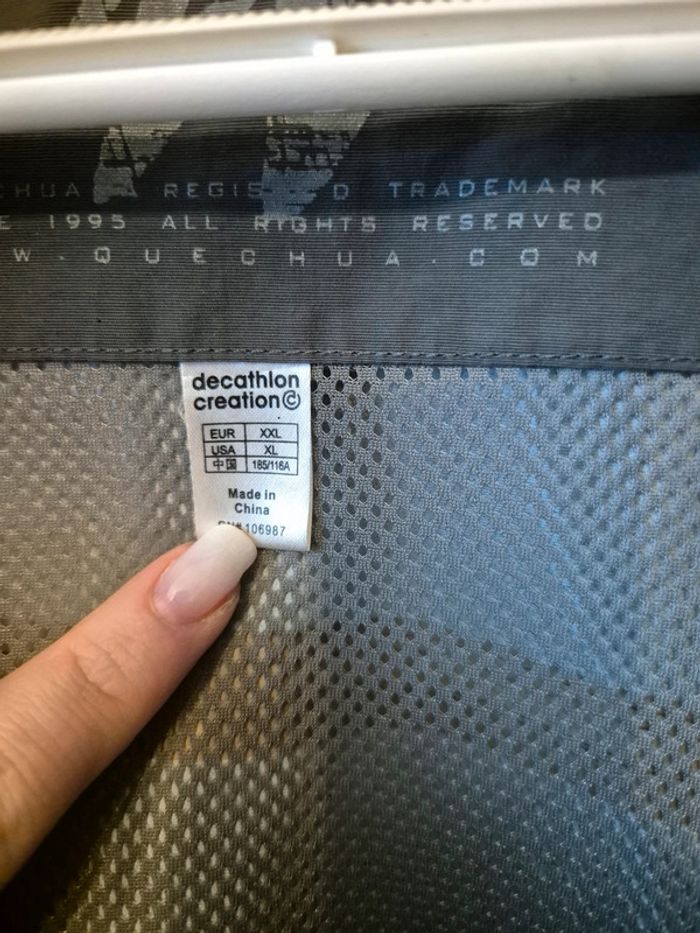 REGIS D TRADEMARK
1995 ALL RIGHTS RESERVED
W.QUECHUA.COM
decathlon
creation
EUR XXL
USA XL
中国 185/116A
Made in
China
106987